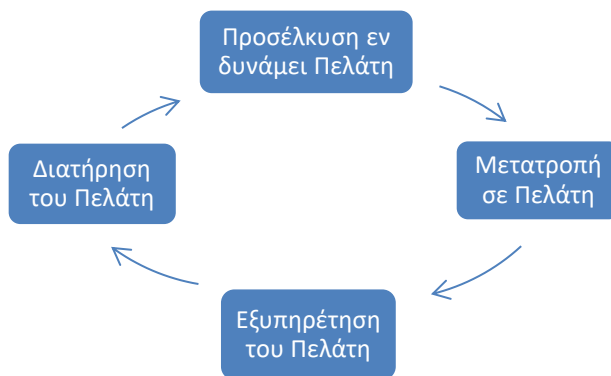 Προσέλκυση εν
δυνάμει Πελάτη
Μετατροπή
σε Πελάτη
Εξυπηρέτηση
του Πελάτη
Διατήρηση
του Πελάτη